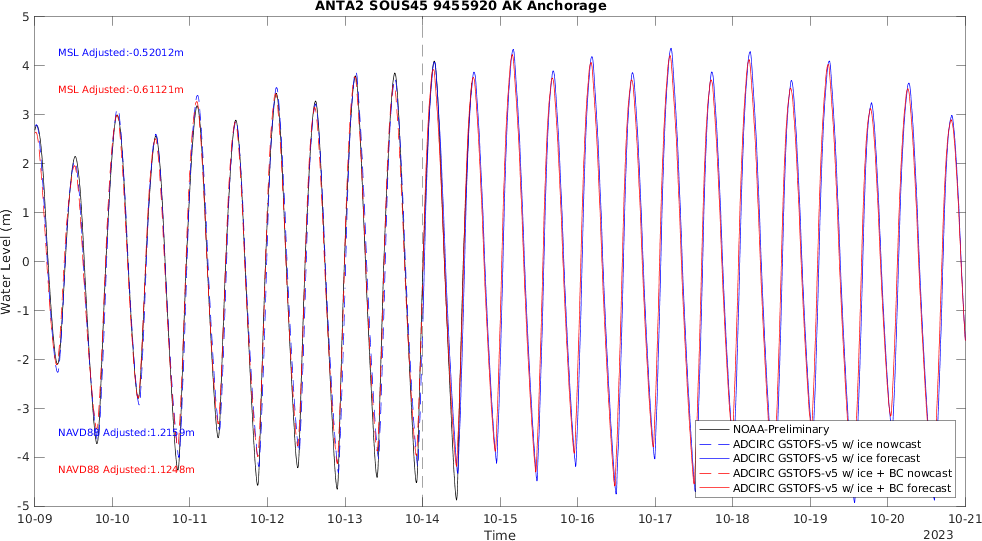 ANTA2 SOUS45 9455920 AK Anchorage
5
4
3
2
1
0
-1
-2
-3
-4
-5
Water Level (m)
MSL Adjusted:-0.52012m
MSL Adjusted:-0.61121m
NAVD88 Adjusted:1.2159m
NAVD88 Adjusted:1.1248m
NOAA-Preliminary
ADCIRC GSTOFS-v5 w/ ice nowcast
ADCIRC GSTOFS-v5 w/ ice forecast
ADCIRC GSTOFS-v5 w/ ice + BC nowcast
ADCIRC GSTOFS-v5 w/ ice + BC forecast
10-09 10-10 10-11 10-12 10-13 10-14 10-15 10-16 10-17 10-18 10-19 10-20 10-21
Time
2023